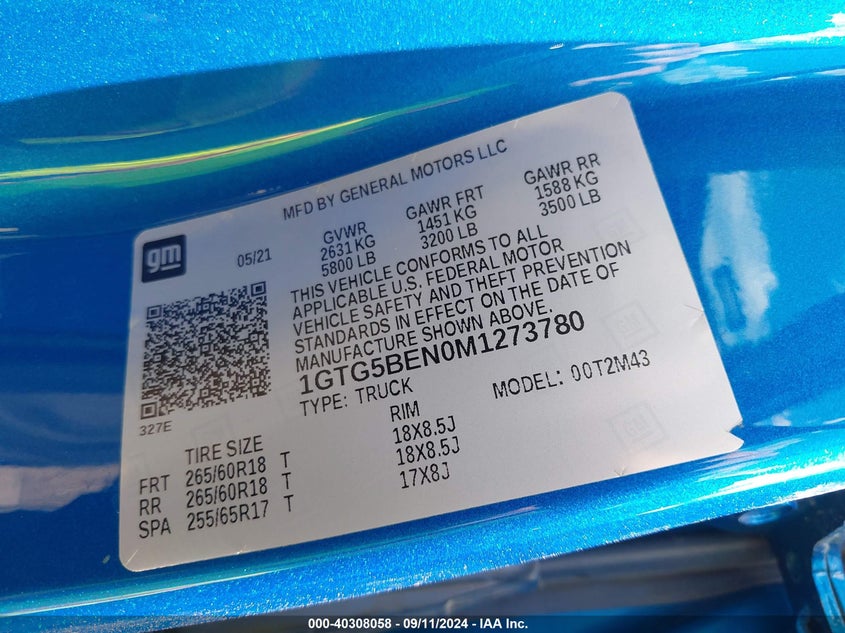 MFD BY GENERAL MOTORS LLC
gm
05/21
GVWR
2631 KG
5800 LB
GAWR FRT
1451 KG
3200 LB
GAWR RR
1588 KG
3500 LB
THIS VEHICLE CONFORMS TO ALL
APPLICABLE U.S. FEDERAL MOTOR
VEHICLE SAFETY AND THEFT PREVENTION
STANDARDS IN EFFECT ON THE DATE OF
MANUFACTURE SHOWN ABOVE.
1GTG5BEN0M1273780
TYPE: TRUCK
MODEL: 00T2M43
327E
TIRE SIZE
RIM
FRT 265/60R18 T 18X8.5J
RR 265/60R18 T 18X8.5J
SPA 255/65R17 T 17X8J
000-40308058 - 09/11/2024 - IAA Inc.